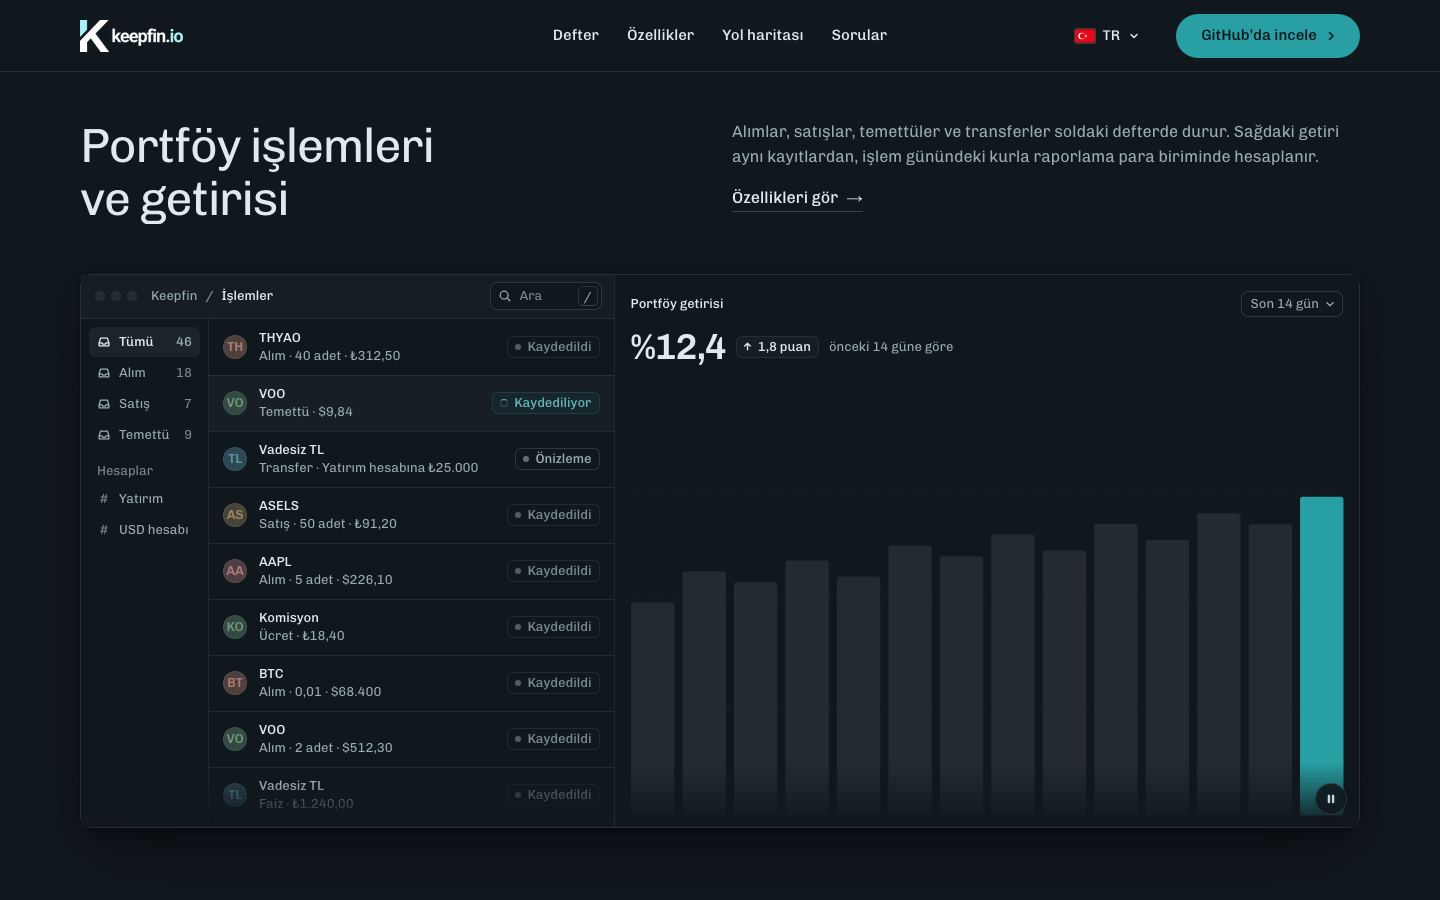 keepfin.io
Defter
Özellikler
Yol haritası
Sorular
TR
GitHub'da incele
Portföy işlemleri
ve getirisi
Alımlar, satışlar, temettüler ve transferler soldaki defterde durur. Sağdaki getiri
aynı kayıtlardan, işlem günündeki kurla raporlama para biriminde hesaplanır.
Özellikleri gör →
Keepfin / İşlemler
Ara
/
Tümü 46
Alım 18
Satış 7
Temettü 9
Hesaplar
# Yatırım
# USD hesabı
TH
THYAO
Alım · 40 adet · ₺312,50
Kaydedildi
VO
VOO
Temettü · $9,84
Kaydediliyor
TL
Vadesiz TL
Transfer · Yatırım hesabına ₺25.000
Önizleme
AS
ASELS
Satış · 50 adet · ₺91,20
Kaydedildi
AA
AAPL
Alım · 5 adet · $226,10
Kaydedildi
KO
Komisyon
Ücret · ₺18,40
Kaydedildi
BT
BTC
Alım · 0,01 · $68.400
Kaydedildi
VO
VOO
Alım · 2 adet · $512,30
Kaydedildi
TL
Vadesiz TL
Faiz · ₺1.240,00
Kaydedildi
Portföy getirisi
Son 14 gün
%12,4
↑ 1,8 puan
önceki 14 güne göre